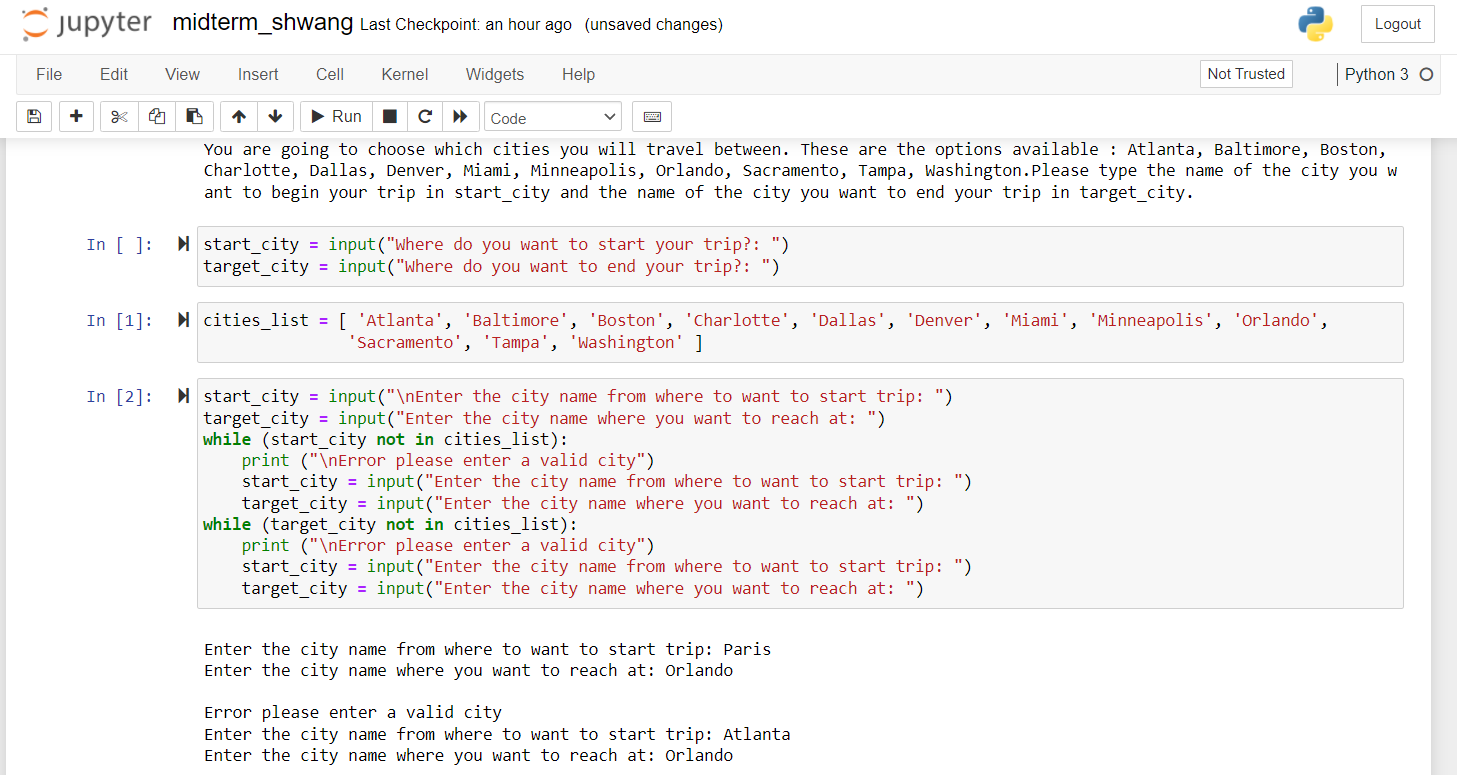 jupyter midterm_shwang Last Checkpoint: an hour ago (unsaved changes) Logout
File Edit View Insert Cell Kernel Widgets Help Not Trusted Python 3
Run Code
You are going to choose which cities you will travel between. These are the options available : Atlanta, Baltimore, Boston,
Charlotte, Dallas, Denver, Miami, Minneapolis, Orlando, Sacramento, Tampa, Washington.Please type the name of the city you w
ant to begin your trip in start_city and the name of the city you want to end your trip in target_city.
In [ ]: start_city = input("Where do you want to start your trip?: ")
target_city = input("Where do you want to end your trip?: ")
In [1]: cities_list = [ 'Atlanta', 'Baltimore', 'Boston', 'Charlotte', 'Dallas', 'Denver', 'Miami', 'Minneapolis', 'Orlando',
'Sacramento', 'Tampa', 'Washington' ]
In [2]: start_city = input("\nEnter the city name from where to want to start trip: ")
target_city = input("Enter the city name where you want to reach at: ")
while (start_city not in cities_list):
    print ("\nError please enter a valid city")
    start_city = input("Enter the city name from where to want to start trip: ")
    target_city = input("Enter the city name where you want to reach at: ")
while (target_city not in cities_list):
    print ("\nError please enter a valid city")
    start_city = input("Enter the city name from where to want to start trip: ")
    target_city = input("Enter the city name where you want to reach at: ")
Enter the city name from where to want to start trip: Paris
Enter the city name where you want to reach at: Orlando
Error please enter a valid city
Enter the city name from where to want to start trip: Atlanta
Enter the city name where you want to reach at: Orlando